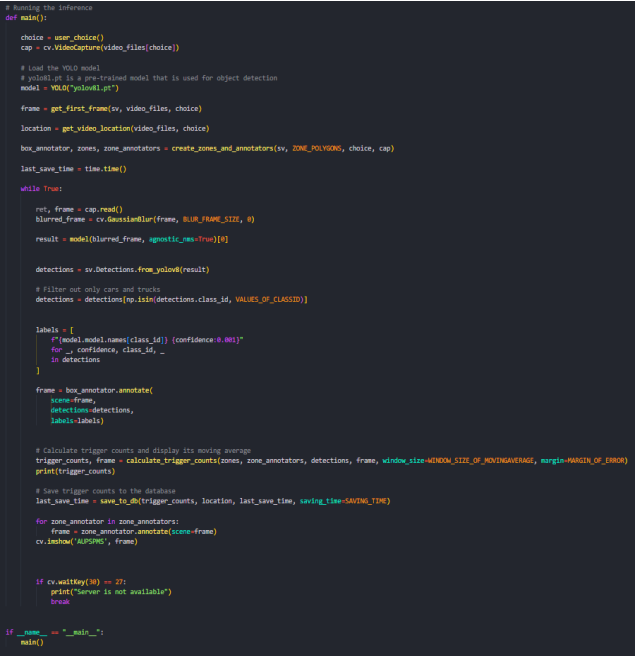 # Running the inference
def main():
choice = user_choice()
cap = cv.VideoCapture(video_files[choice])
# Load the YOLO model
# yolo8l.pt is a pre-trained model that is used for object detection
model = YOLO("yolov8l.pt")
frame = get_first_frame(sv, video_files, choice)
location = get_video_location(video_files, choice)
box_annotator, zones, zone_annotators = create_zones_and_annotators(sv, ZONE_POLYGONS, choice, cap)
last_save_time = time.time()
while True:
ret, frame = cap.read()
blurred_frame = cv.GaussianBlur(frame, BLUR_FRAME_SIZE, 0)
result = model(blurred_frame, agnostic_nms=True)[0]
detections = sv.Detections.from_yolov8(result)
# Filter out only cars and trucks
detections = detections[np.isin(detections.class_id, VALUES_OF_CLASSID)]
labels = [
f"{model.model.names[class_id]} {confidence:0.001}"
for _, confidence, class_id, _
in detections
]
frame = box_annotator.annotate(
scene=frame,
detections=detections,
labels=labels)
# Calculate trigger counts and display its moving average
trigger_counts, frame = calculate_trigger_counts(zones, zone_annotators, detections, frame, window_size=WINDOW_SIZE_OF_MOVINGAVERAGE, margin=MARGIN_OF_ERROR)
print(trigger_counts)
# Save trigger counts to the database
last_save_time = save_to_db(trigger_counts, location, last_save_time, saving_time=SAVING_TIME)
for zone_annotator in zone_annotators:
frame = zone_annotator.annotate(scene=frame)
cv.imshow('AUPSPMS', frame)
if cv.waitKey(30) == 27:
print("Server is not available")
break
if __name__ == "__main__":
main()